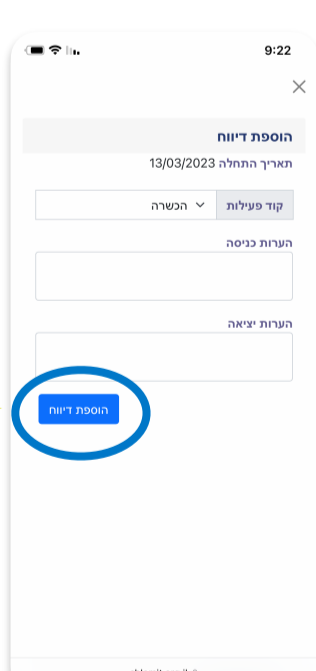 9:22
הוספת דיווח
תאריך התחלה 13/03/2023
קוד פעילות הכשרה
הערות כניסה
הערות יציאה
הוספת דיווח